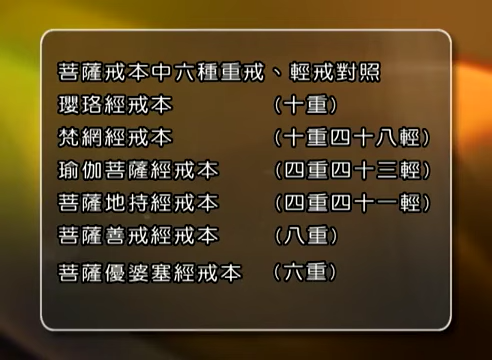 菩薩戒本中六種重戒、輕戒對照
瓔珞經戒本 (十重)
梵網經戒本 (十重四十八輕)
瑜伽菩薩經戒本 (四重四十三輕)
菩薩地持經戒本 (四重四十一輕)
菩薩善戒經戒本 (八重)
菩薩優婆塞經戒本 (六重)